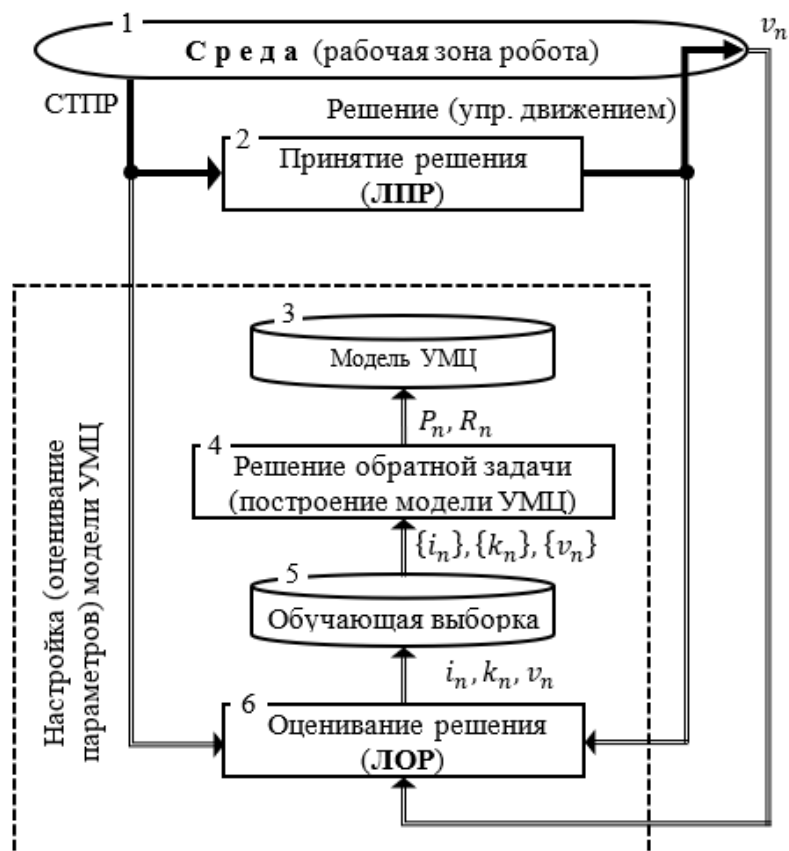 1
v_n
С р е д а (рабочая зона робота)
СТПР
Решение (упр. движением)
2
Принятие решения
(ЛПР)
3
Модель УМЦ
P_n, R_n
4
Решение обратной задачи
(построение модели УМЦ)
{i_n}, {k_n}, {v_n}
5
Обучающая выборка
i_n, k_n, v_n
6
Оценивание решения
(ЛОР)
Настройка (оценивание
параметров) модели УМЦ